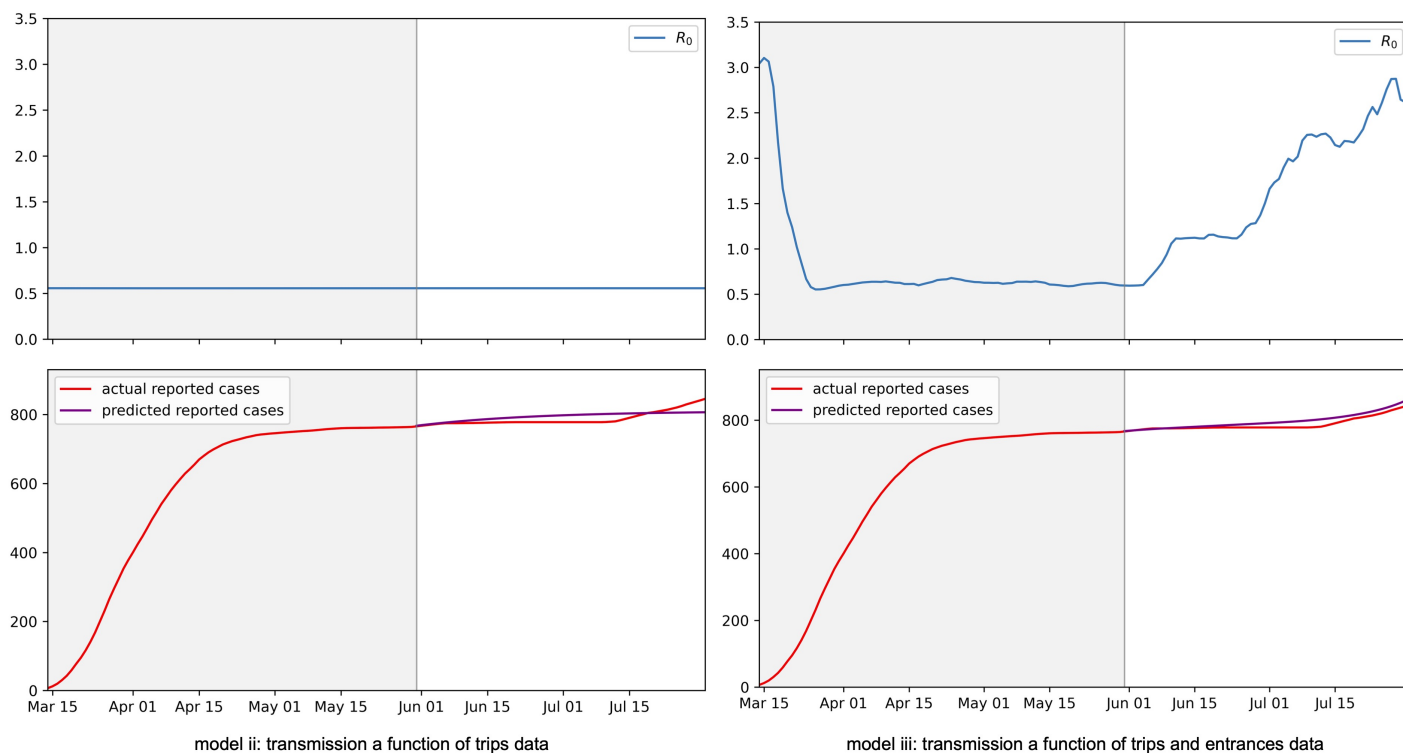 3.5
3.0
2.5
2.0
1.5
1.0
0.5
0.0
R₀
3.5
3.0
2.5
2.0
1.5
1.0
0.5
0.0
R₀
800
600
400
200
0
actual reported cases
predicted reported cases
Mar 15 Apr 01 Apr 15 May 01 May 15 Jun 01 Jun 15 Jul 01 Jul 15
model ii: transmission a function of trips data
800
600
400
200
0
actual reported cases
predicted reported cases
Mar 15 Apr 01 Apr 15 May 01 May 15 Jun 01 Jun 15 Jul 01 Jul 15
model iii: transmission a function of trips and entrances data